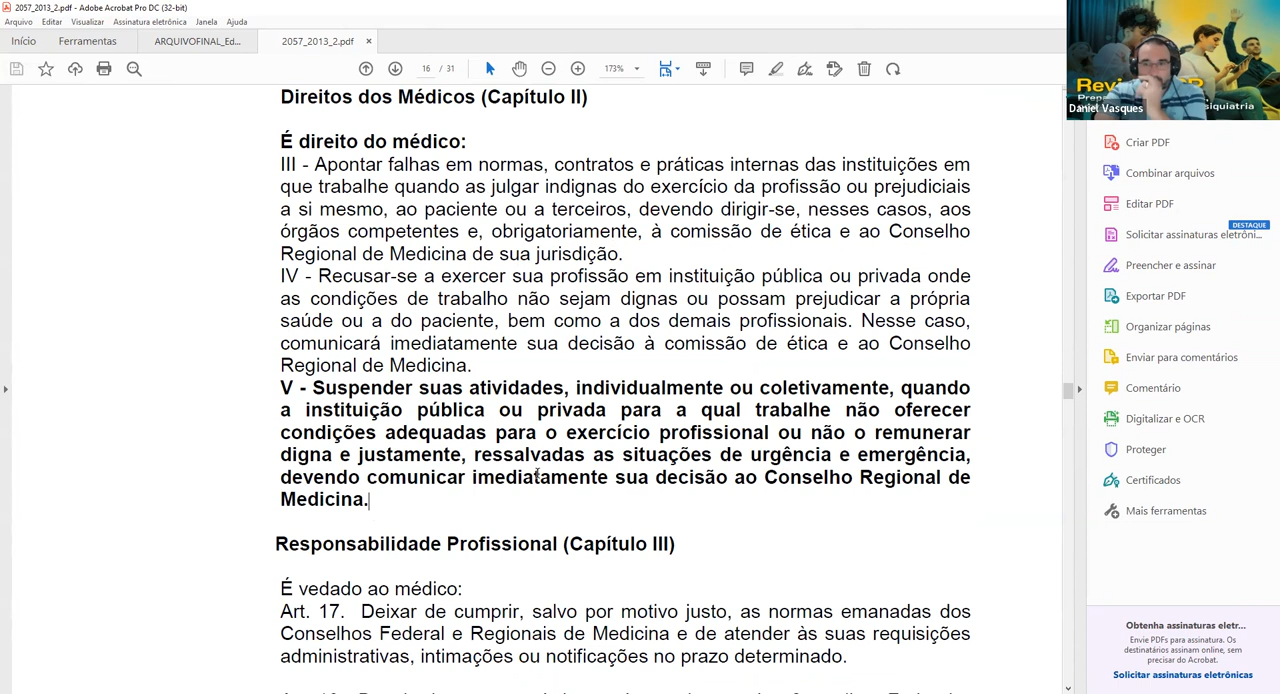 2057_2013_2.pdf - Adobe Acrobat Pro DC (32-bit)
Arquivo Editar Visualizar Assinatura eletrônica Janela Ajuda
Início Ferramentas ARQUIVOFINAL_Ed... 2057_2013_2.pdf ×
16 / 31 173%
Direitos dos Médicos (Capítulo II)
É direito do médico:
III - Apontar falhas em normas, contratos e práticas internas das instituições em
que trabalhe quando as julgar indignas do exercício da profissão ou prejudiciais
a si mesmo, ao paciente ou a terceiros, devendo dirigir-se, nesses casos, aos
órgãos competentes e, obrigatoriamente, à comissão de ética e ao Conselho
Regional de Medicina de sua jurisdição.
IV - Recusar-se a exercer sua profissão em instituição pública ou privada onde
as condições de trabalho não sejam dignas ou possam prejudicar a própria
saúde ou a do paciente, bem como a dos demais profissionais. Nesse caso,
comunicará imediatamente sua decisão à comissão de ética e ao Conselho
Regional de Medicina.
V - Suspender suas atividades, individualmente ou coletivamente, quando
a instituição pública ou privada para a qual trabalhe não oferecer
condições adequadas para o exercício profissional ou não o remunerar
digna e justamente, ressalvadas as situações de urgência e emergência,
devendo comunicar imediatamente sua decisão ao Conselho Regional de
Medicina.
Responsabilidade Profissional (Capítulo III)
É vedado ao médico:
Art. 17. Deixar de cumprir, salvo por motivo justo, as normas emanadas dos
Conselhos Federal e Regionais de Medicina e de atender às suas requisições
administrativas, intimações ou notificações no prazo determinado.
Daniel Vasques
Criar PDF
Combinar arquivos
Editar PDF
DESTAQUE
Solicitar assinaturas eletrôni...
Preencher e assinar
Exportar PDF
Organizar páginas
Enviar para comentários
Comentário
Digitalizar e OCR
Proteger
Certificados
Mais ferramentas
Obtenha assinaturas eletr...
Envie PDFs para assinatura. Os
destinatários assinam online, sem
precisar do Acrobat.
Solicitar assinaturas eletrônicas